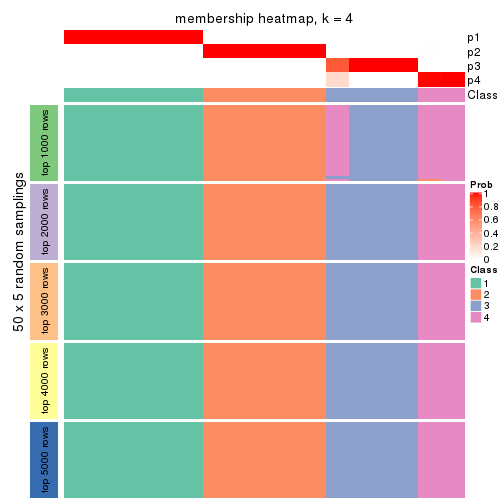 membership heatmap, k = 4
p1
p2
p3
p4
Class
50 x 5 random samplings
top 1000 rows
top 2000 rows
top 3000 rows
top 4000 rows
top 5000 rows
Prob
1
0.8
0.6
0.4
0.2
0
Class
1
2
3
4